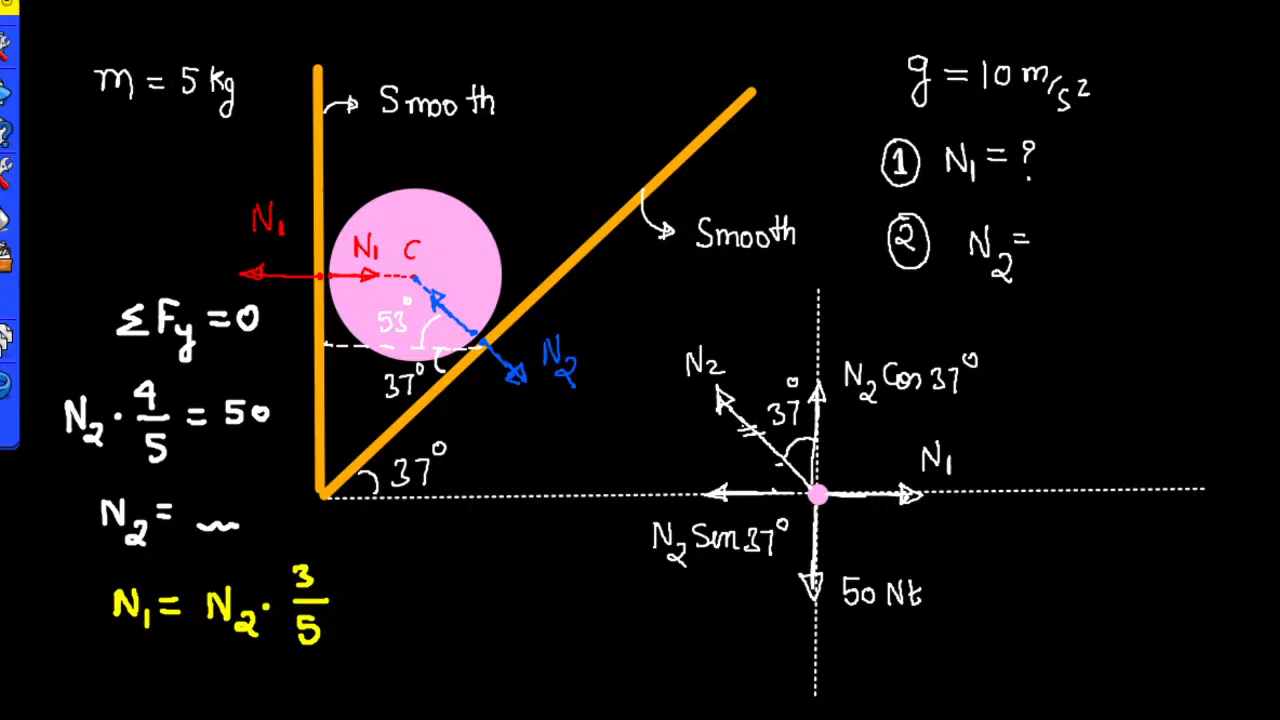 m = 5 kg
Smooth
g = 10 m/s²
① N₁ = ?
② N₂ =
Smooth
N₁
N₁ C
53°
N₂
37°
37°
ΣFy = 0
N₂ · 4/5 = 50
N₂ =
N₁ = N₂ · 3/5
N₂
37°
N₂ Cos 37°
N₁
N₂ Sen 37°
50 Nt